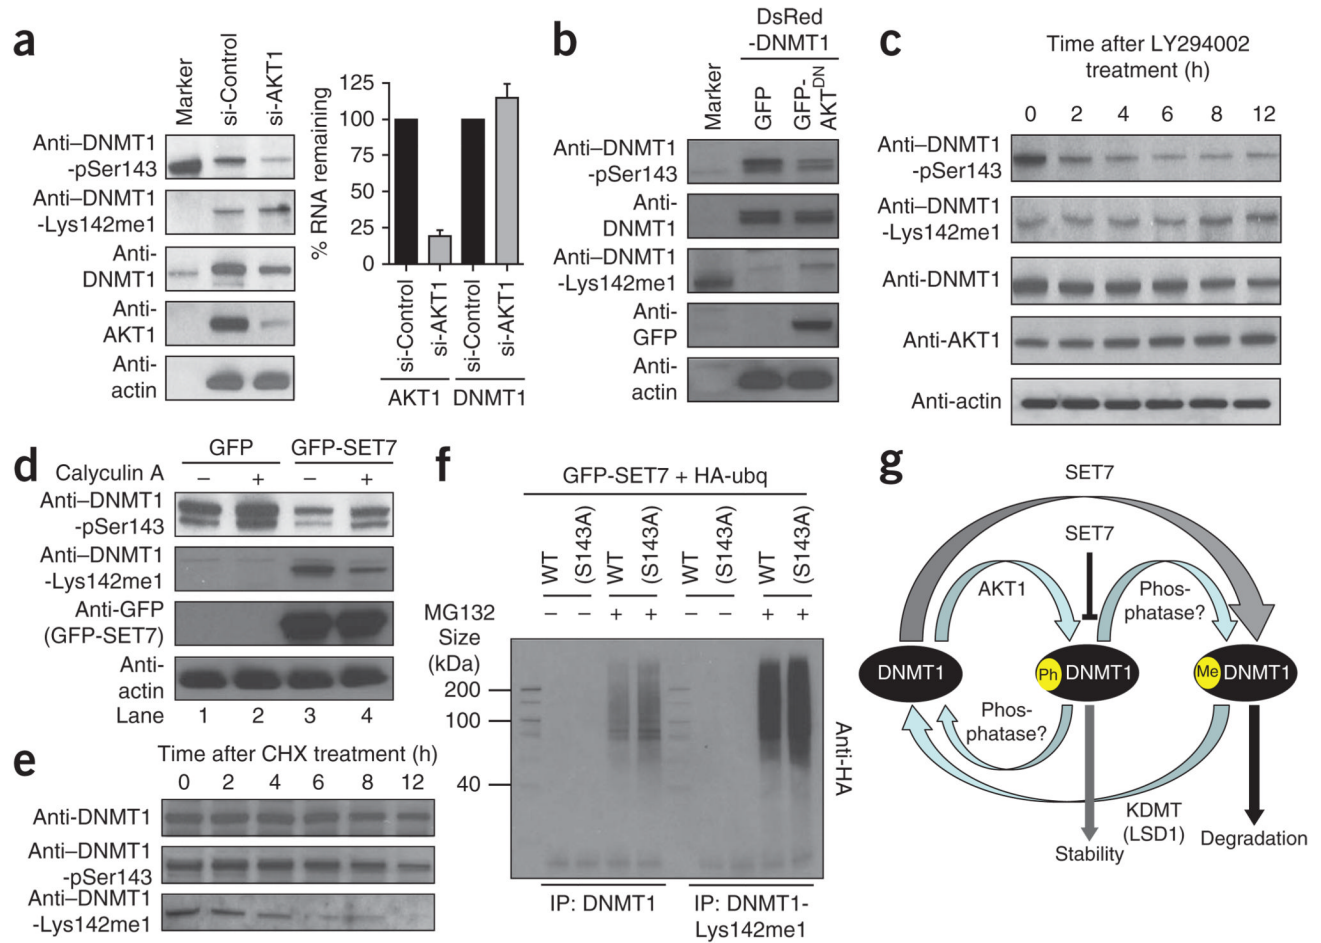 a
Marker
si-Control
si-AKT1
Anti–DNMT1
-pSer143
Anti–DNMT1
-Lys142me1
Anti-
DNMT1
Anti-
AKT1
Anti-
actin
% RNA remaining
125
100
75
50
25
0
si-Control
si-AKT1
si-Control
si-AKT1
AKT1 DNMT1
b
DsRed
-DNMT1
Marker
GFP
GFP-
AKTDN
Anti–DNMT1
-pSer143
Anti-
DNMT1
Anti–DNMT1
-Lys142me1
Anti-
GFP
Anti-
actin
c
Time after LY294002
treatment (h)
0 2 4 6 8 12
Anti–DNMT1
-pSer143
Anti–DNMT1
-Lys142me1
Anti-DNMT1
Anti-AKT1
Anti-actin
d
GFP GFP-SET7
Calyculin A – + – +
Anti–DNMT1
-pSer143
Anti–DNMT1
-Lys142me1
Anti-GFP
(GFP-SET7)
Anti-
actin
Lane 1 2 3 4
e
Time after CHX treatment (h)
0 2 4 6 8 12
Anti-DNMT1
Anti–DNMT1
-pSer143
Anti–DNMT1
-Lys142me1
f
GFP-SET7 + HA-ubq
WT
(S143A)
WT
(S143A)
WT
(S143A)
WT
(S143A)
MG132 – – + + – – + +
Size
(kDa)
200
100
40
Anti-HA
IP: DNMT1
IP: DNMT1-
Lys142me1
g
SET7
SET7
AKT1
Phos-
phatase?
DNMT1
Ph DNMT1
Me DNMT1
Phos-
phatase?
KDMT
(LSD1)
Stability
Degradation